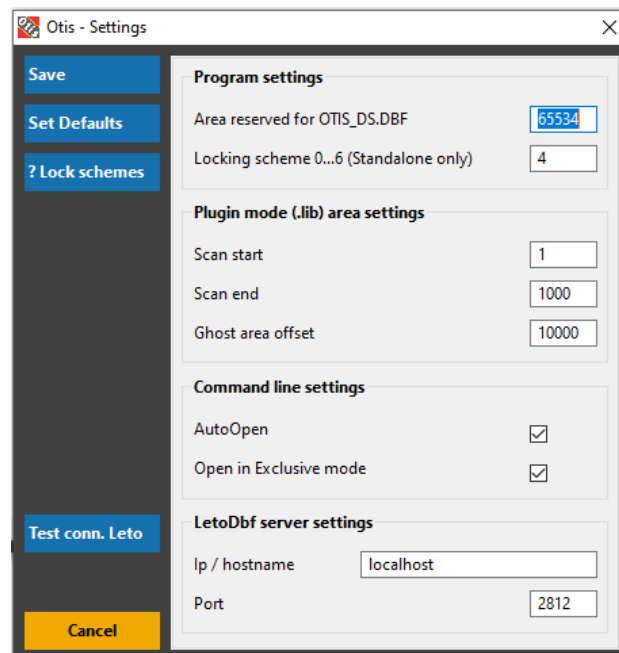 Otis - Settings
Save
Set Defaults
? Lock schemes
Test conn. Leto
Cancel
Program settings
Area reserved for OTIS_DS.DBF 65534
Locking scheme 0...6 (Standalone only) 4
Plugin mode (.lib) area settings
Scan start 1
Scan end 1000
Ghost area offset 10000
Command line settings
AutoOpen
Open in Exclusive mode
LetoDbf server settings
Ip / hostname localhost
Port 2812